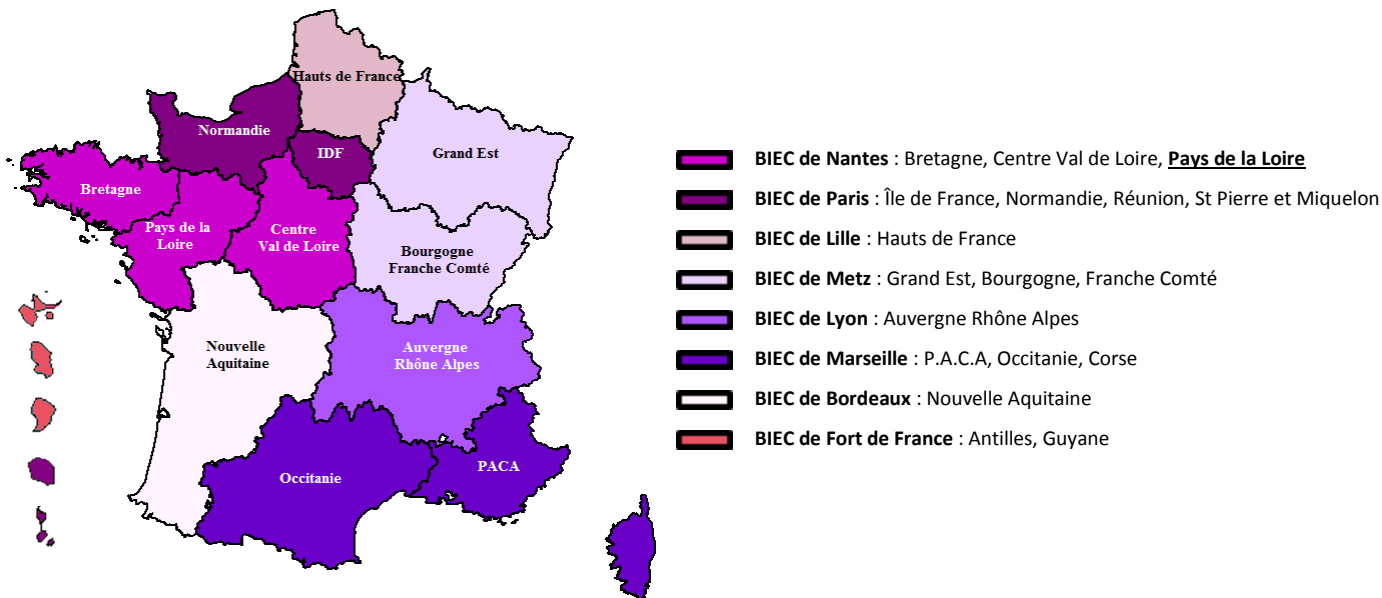 Hauts de France
Normandie
IDF
Grand Est
Bretagne
Pays de la
Loire
Centre
Val de Loire
Bourgogne
Franche Comté
Nouvelle
Aquitaine
Auvergne
Rhône Alpes
Occitanie
PACA
BIEC de Nantes : Bretagne, Centre Val de Loire, Pays de la Loire
BIEC de Paris : Île de France, Normandie, Réunion, St Pierre et Miquelon
BIEC de Lille : Hauts de France
BIEC de Metz : Grand Est, Bourgogne, Franche Comté
BIEC de Lyon : Auvergne Rhône Alpes
BIEC de Marseille : P.A.C.A, Occitanie, Corse
BIEC de Bordeaux : Nouvelle Aquitaine
BIEC de Fort de France : Antilles, Guyane